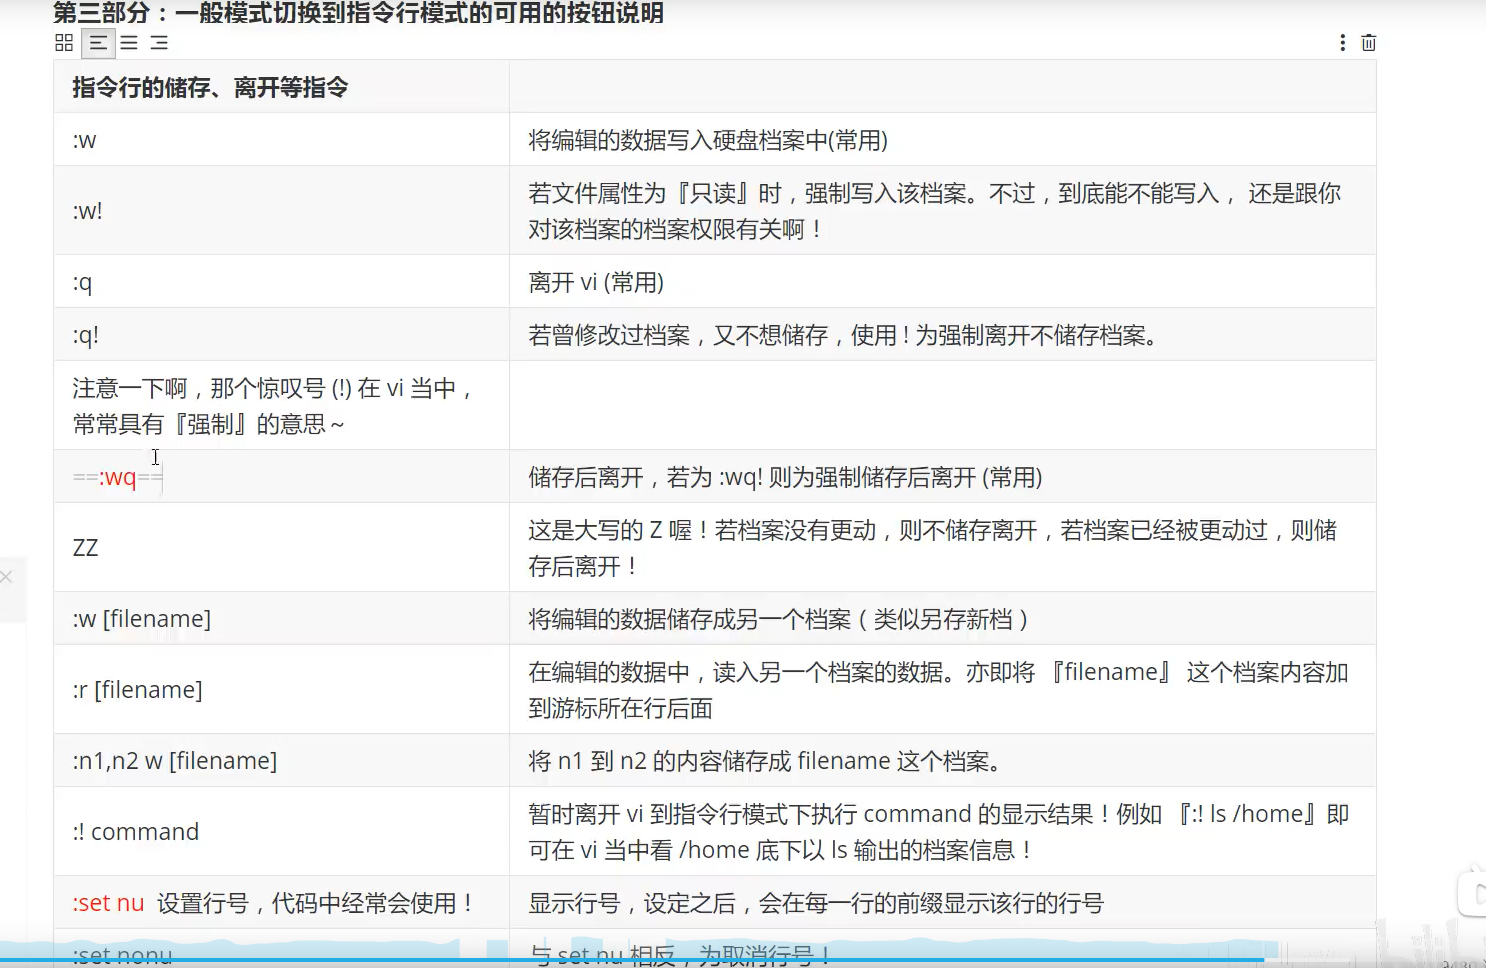 第三部分：一般模式切换到指令行模式的可用的按钮说明
指令行的储存、离开等指令
:w
将编辑的数据写入硬盘档案中(常用)
:w!
若文件属性为『只读』时，强制写入该档案。不过，到底能不能写入， 还是跟你
对该档案的档案权限有关啊！
:q
离开 vi (常用)
:q!
若曾修改过档案，又不想储存，使用 ! 为强制离开不储存档案。
注意一下啊，那个惊叹号 (!) 在 vi 当中，
常常具有『强制』的意思～
==:wq==
储存后离开，若为 :wq! 则为强制储存后离开 (常用)
ZZ
这是大写的 Z 喔！若档案没有更动，则不储存离开，若档案已经被更动过，则储
存后离开！
:w [filename]
将编辑的数据储存成另一个档案（类似另存新档）
:r [filename]
在编辑的数据中，读入另一个档案的数据。亦即将 『filename』 这个档案内容加
到游标所在行后面
:n1,n2 w [filename]
将 n1 到 n2 的内容储存成 filename 这个档案。
:! command
暂时离开 vi 到指令行模式下执行 command 的显示结果！例如 『:! ls /home』即
可在 vi 当中看 /home 底下以 ls 输出的档案信息！
:set nu 设置行号，代码中经常会使用！
显示行号，设定之后，会在每一行的前缀显示该行的行号
:set nonu
与 set nu 相反，为取消行号！